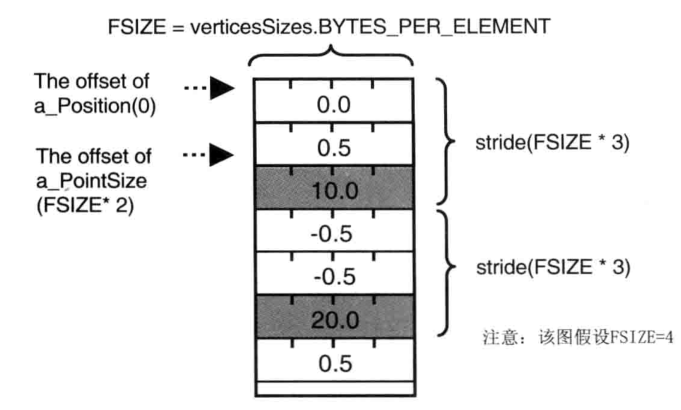 FSIZE = verticesSizes.BYTES_PER_ELEMENT
The offset of
a_Position(0)
The offset of
a_PointSize
(FSIZE* 2)
0.0
0.5
10.0
-0.5
-0.5
20.0
0.5
stride(FSIZE * 3)
stride(FSIZE * 3)
注意: 该图假设FSIZE=4